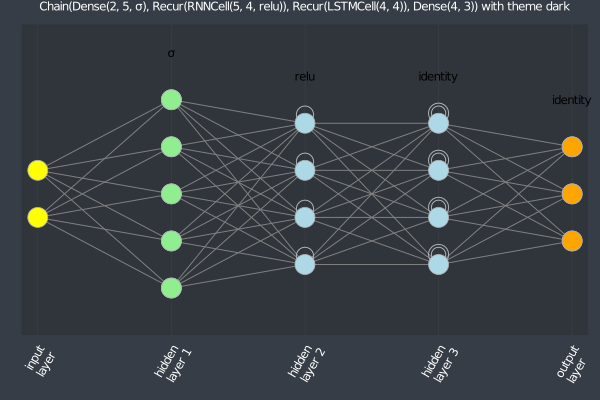 Chain(Dense(2, 5, σ), Recur(RNNCell(5, 4, relu)), Recur(LSTMCell(4, 4)), Dense(4, 3)) with theme dark
σ
relu
identity
identity
input
layer
hidden
layer 1
hidden
layer 2
hidden
layer 3
output
layer